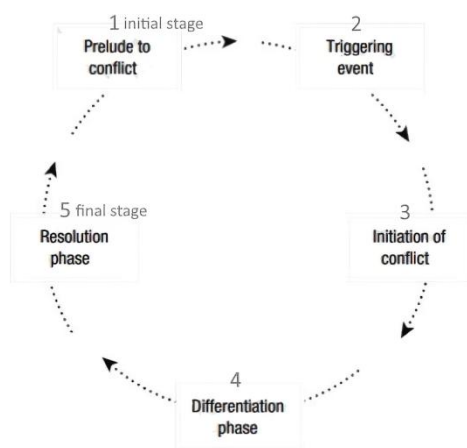 1 initial stage
Prelude to
conflict
2
Triggering
event
3
Initiation of
conflict
4
Differentiation
phase
5 final stage
Resolution
phase